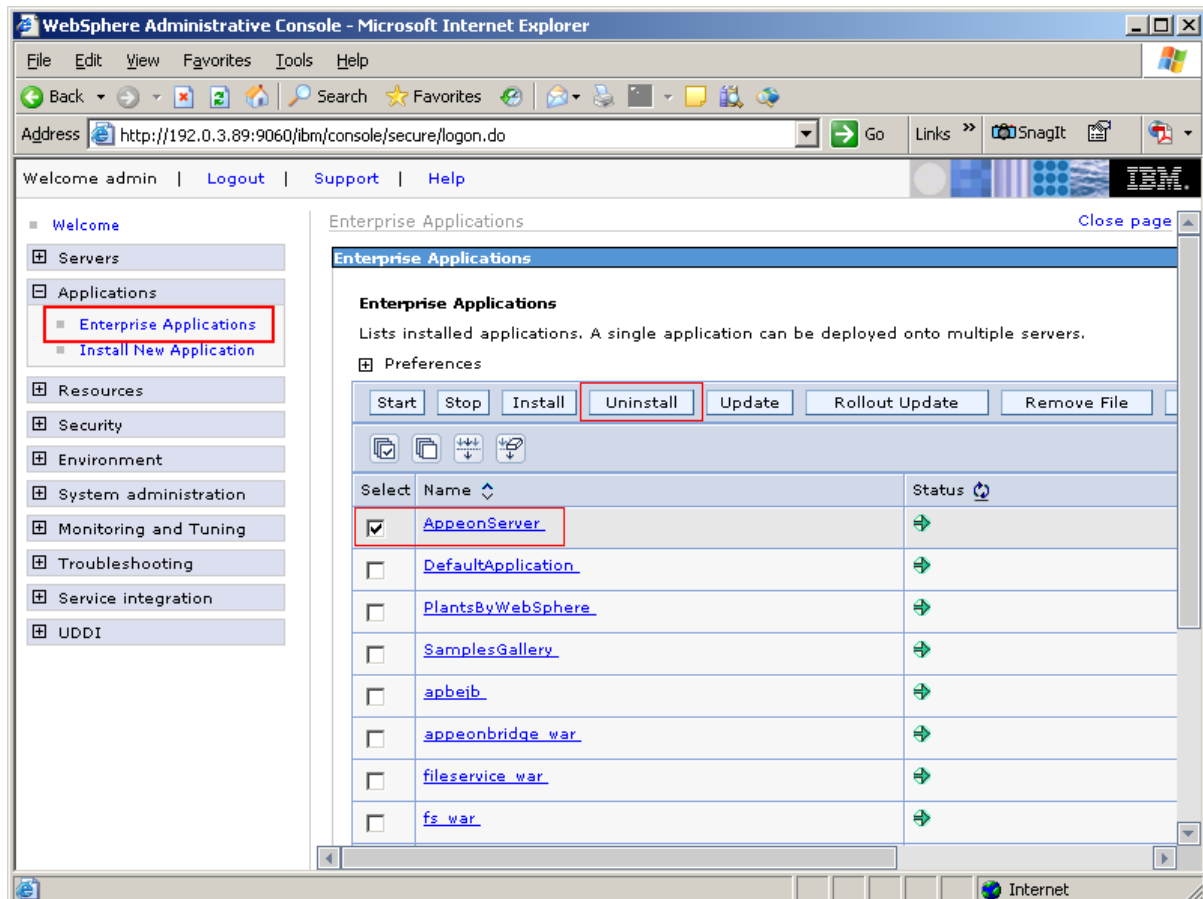 WebSphere Administrative Console - Microsoft Internet Explorer
File Edit View Favorites Tools Help
Back Search Favorites
Address http://192.0.3.89:9060/ibm/console/secure/logon.do Go Links » SnagIt
Welcome admin | Logout | Support | Help IBM.
Welcome
Servers
Applications
Enterprise Applications
Install New Application
Resources
Security
Environment
System administration
Monitoring and Tuning
Troubleshooting
Service integration
UDDI
Enterprise Applications Close page
Enterprise Applications
Enterprise Applications
Lists installed applications. A single application can be deployed onto multiple servers.
Preferences
Start Stop Install Uninstall Update Rollout Update Remove File
Select Name Status
AppeonServer
DefaultApplication
PlantsByWebSphere
SamplesGallery
apbejb
appeonbridge_war
fileservice_war
fs_war
Internet